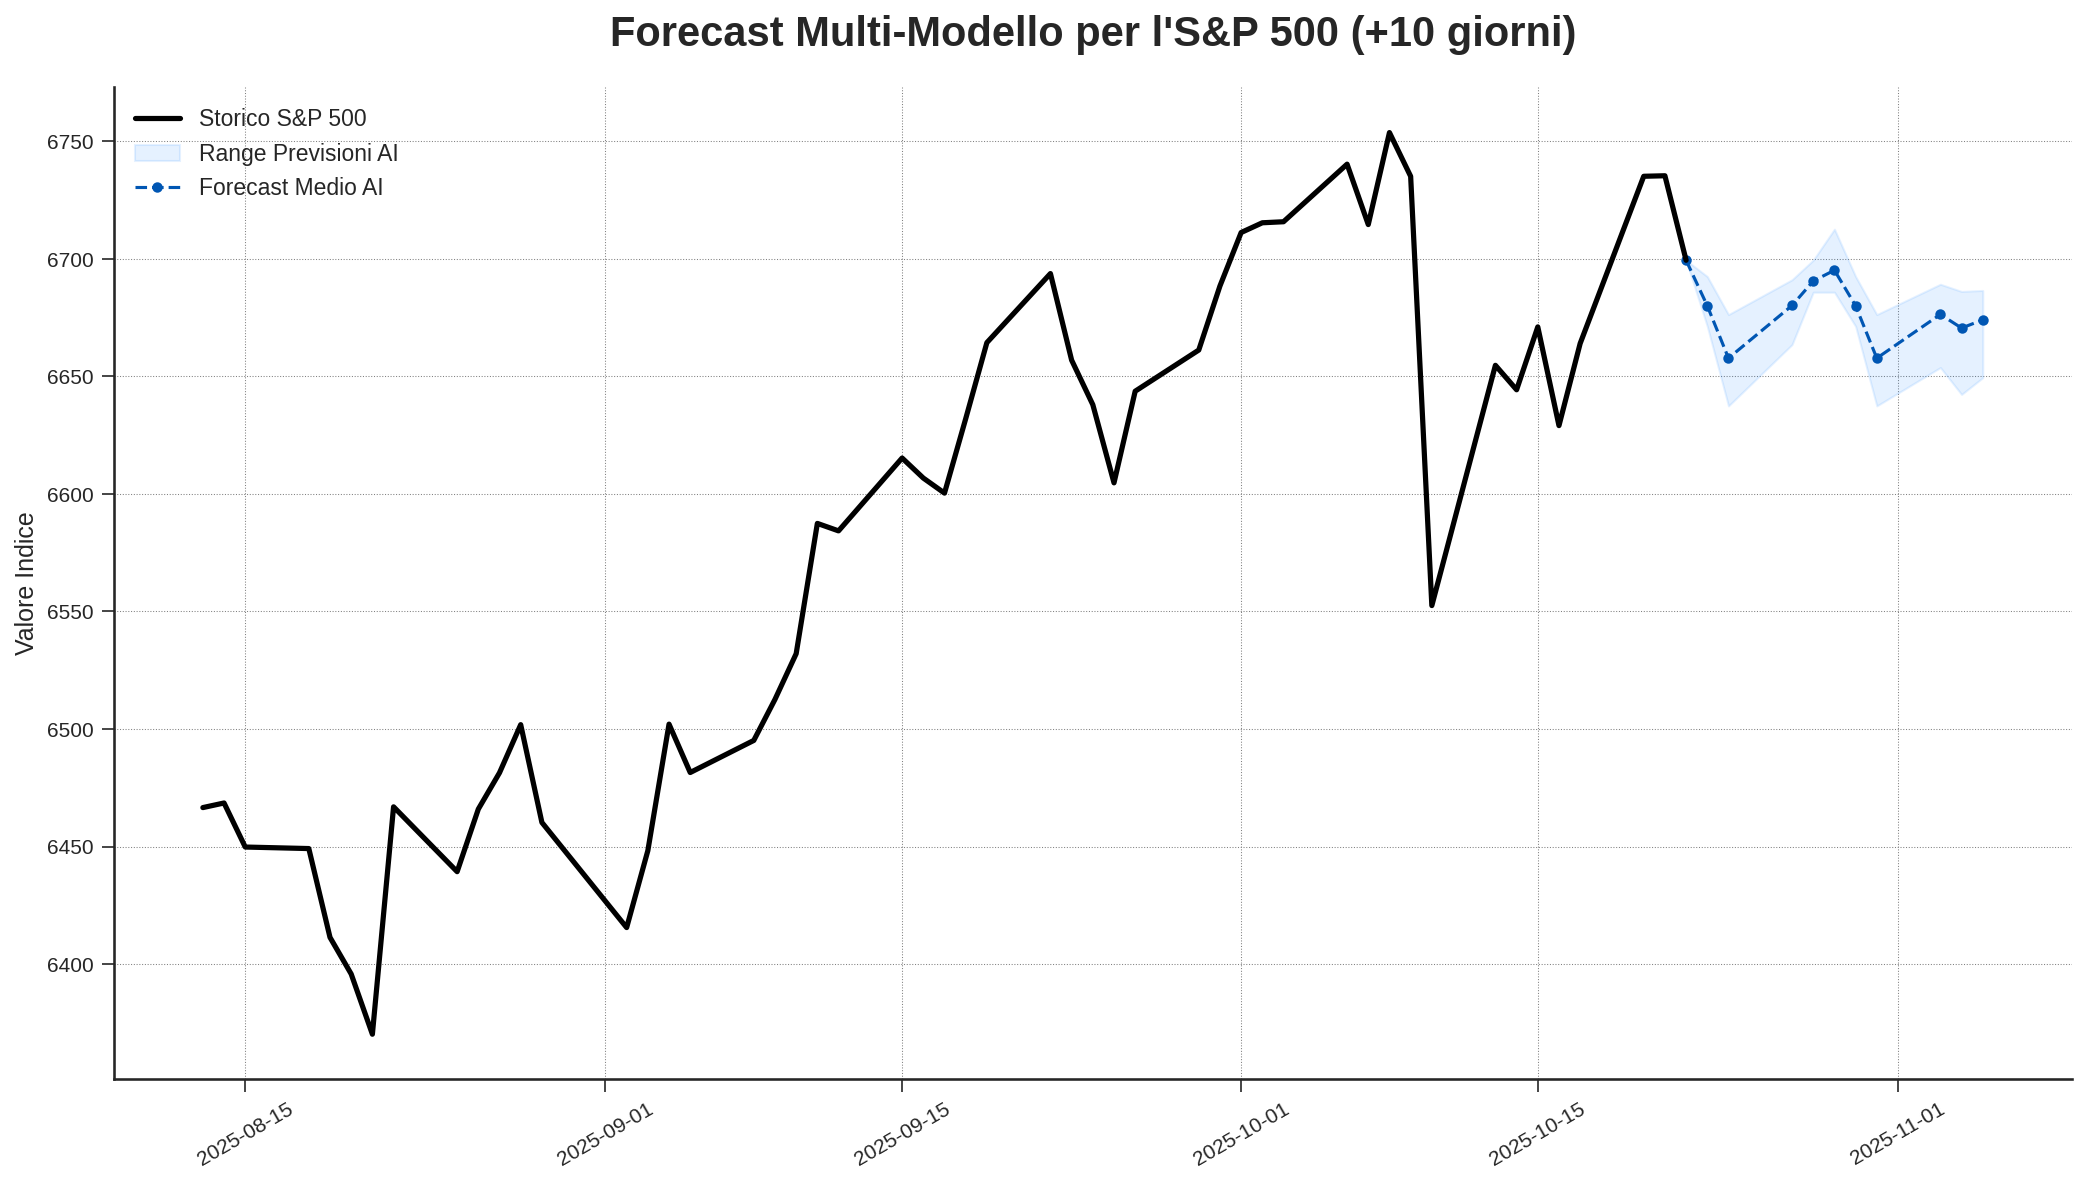 Forecast Multi-Modello per l'S&P 500 (+10 giorni)
Storico S&P 500
Range Previsioni AI
Forecast Medio AI
Valore Indice
6750
6700
6650
6600
6550
6500
6450
6400
2025-08-15
2025-09-01
2025-09-15
2025-10-01
2025-10-15
2025-11-01